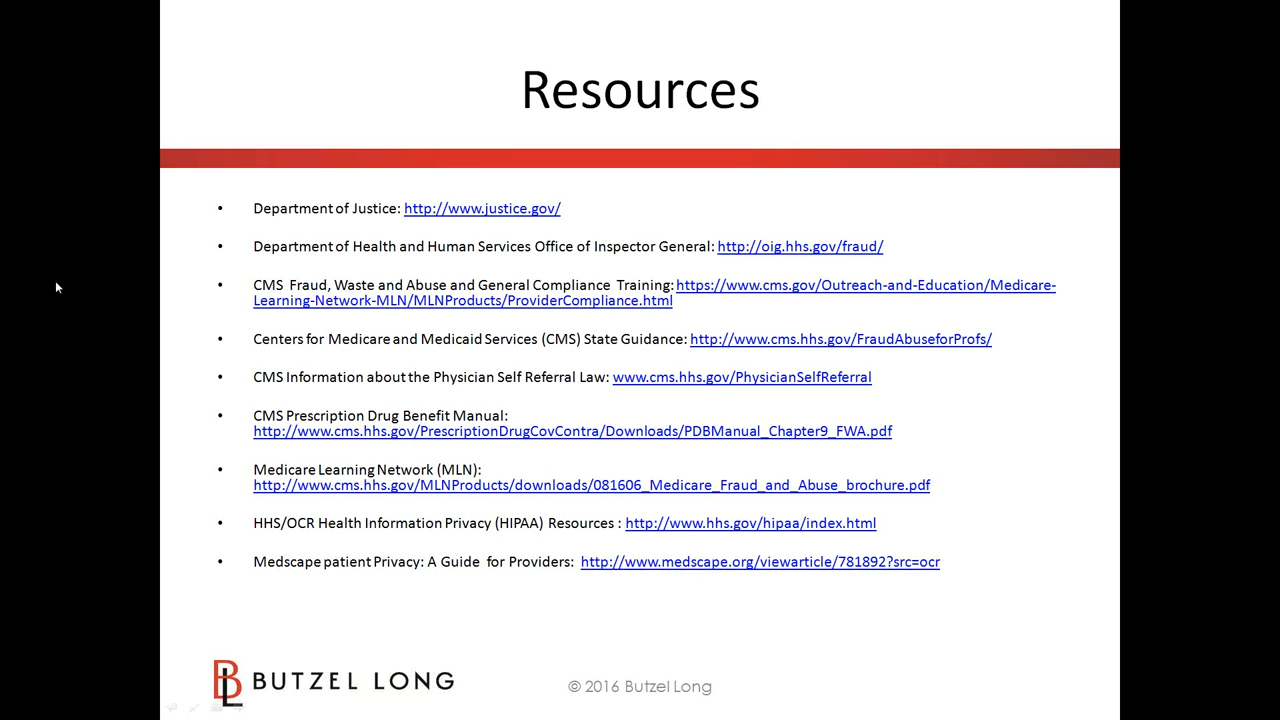 Resources
• Department of Justice: http://www.justice.gov/
• Department of Health and Human Services Office of Inspector General: http://oig.hhs.gov/fraud/
• CMS Fraud, Waste and Abuse and General Compliance Training: https://www.cms.gov/Outreach-and-Education/Medicare-
Learning-Network-MLN/MLNProducts/ProviderCompliance.html
• Centers for Medicare and Medicaid Services (CMS) State Guidance: http://www.cms.hhs.gov/FraudAbuseforProfs/
• CMS Information about the Physician Self Referral Law: www.cms.hhs.gov/PhysicianSelfReferral
• CMS Prescription Drug Benefit Manual:
http://www.cms.hhs.gov/PrescriptionDrugCovContra/Downloads/PDBManual_Chapter9_FWA.pdf
• Medicare Learning Network (MLN):
http://www.cms.hhs.gov/MLNProducts/downloads/081606_Medicare_Fraud_and_Abuse_brochure.pdf
• HHS/OCR Health Information Privacy (HIPAA) Resources : http://www.hhs.gov/hipaa/index.html
• Medscape patient Privacy: A Guide for Providers: http://www.medscape.org/viewarticle/781892?src=ocr
BL BUTZEL LONG
© 2016 Butzel Long